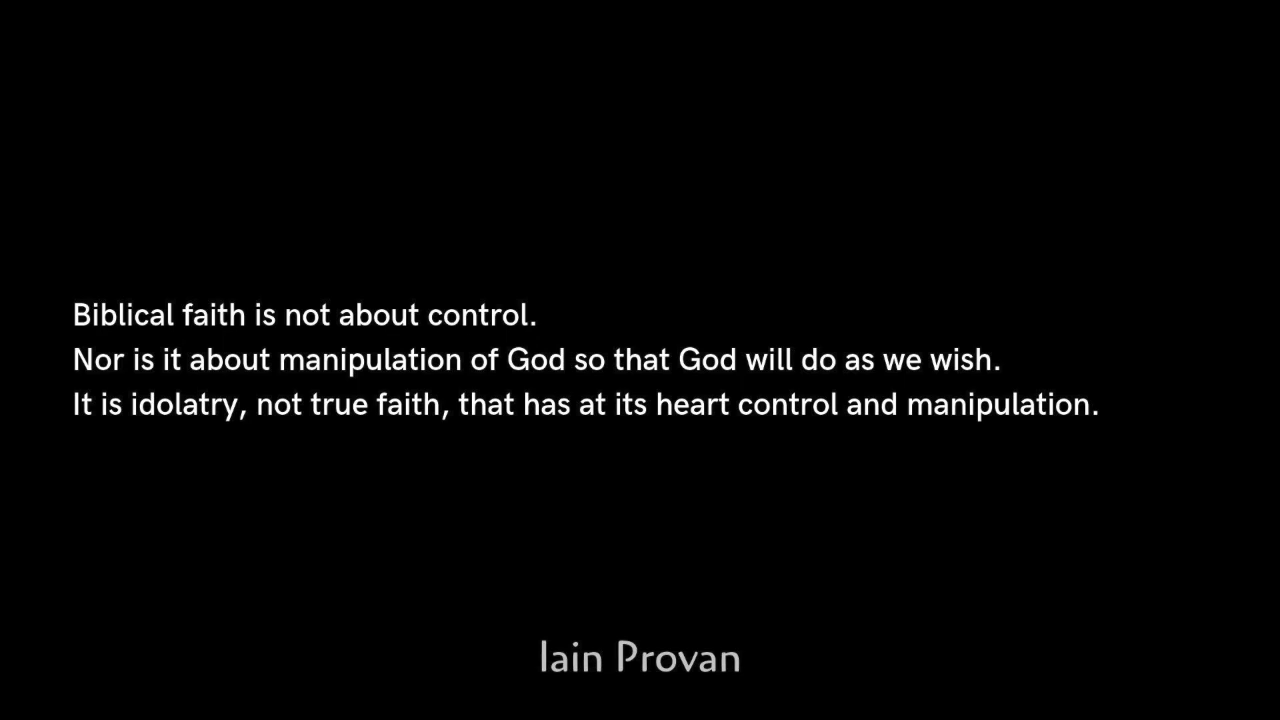 Biblical faith is not about control.
Nor is it about manipulation of God so that God will do as we wish.
It is idolatry, not true faith, that has at its heart control and manipulation.
Iain Provan